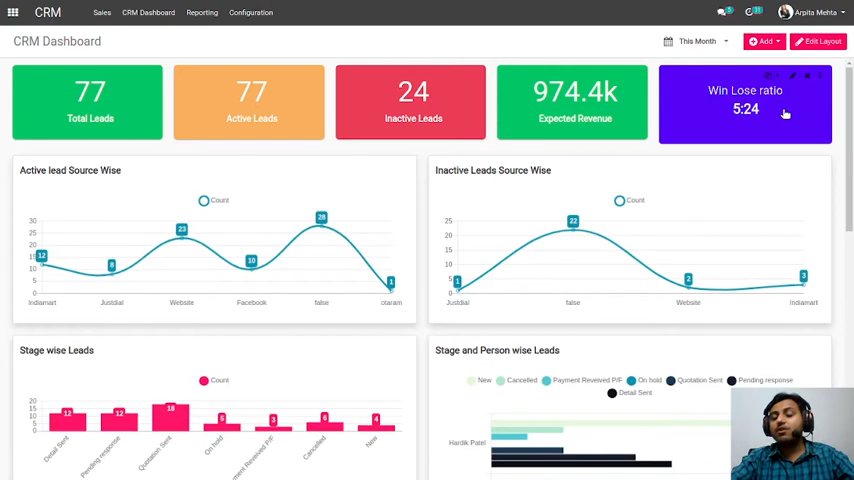 CRM Sales CRM Dashboard Reporting Configuration 5 31 Arpita Mehta
CRM Dashboard This Month Add Edit Layout
77
Total Leads
77
Active Leads
24
Inactive Leads
974.4k
Expected Revenue
Win Lose ratio
5:24
Active lead Source Wise
Count
30
25
20
15
10
5
0
12
8
23
10
28
1
Indiamart Justdial Website Facebook false otaram
Inactive Leads Source Wise
Count
25
20
15
10
5
0
1
22
2
3
Justdial false Website Indiamart
Stage wise Leads
Count
20
15
10
5
0
12
12
18
5
3
6
4
Detail Sent
Pending response
Quotation Sent
On hold
yment Reveived P/F
Cancelled
New
Stage and Person wise Leads
New Cancelled Payment Reveived P/F On hold Quotation Sent Pending response
Detail Sent
Hardik Patel